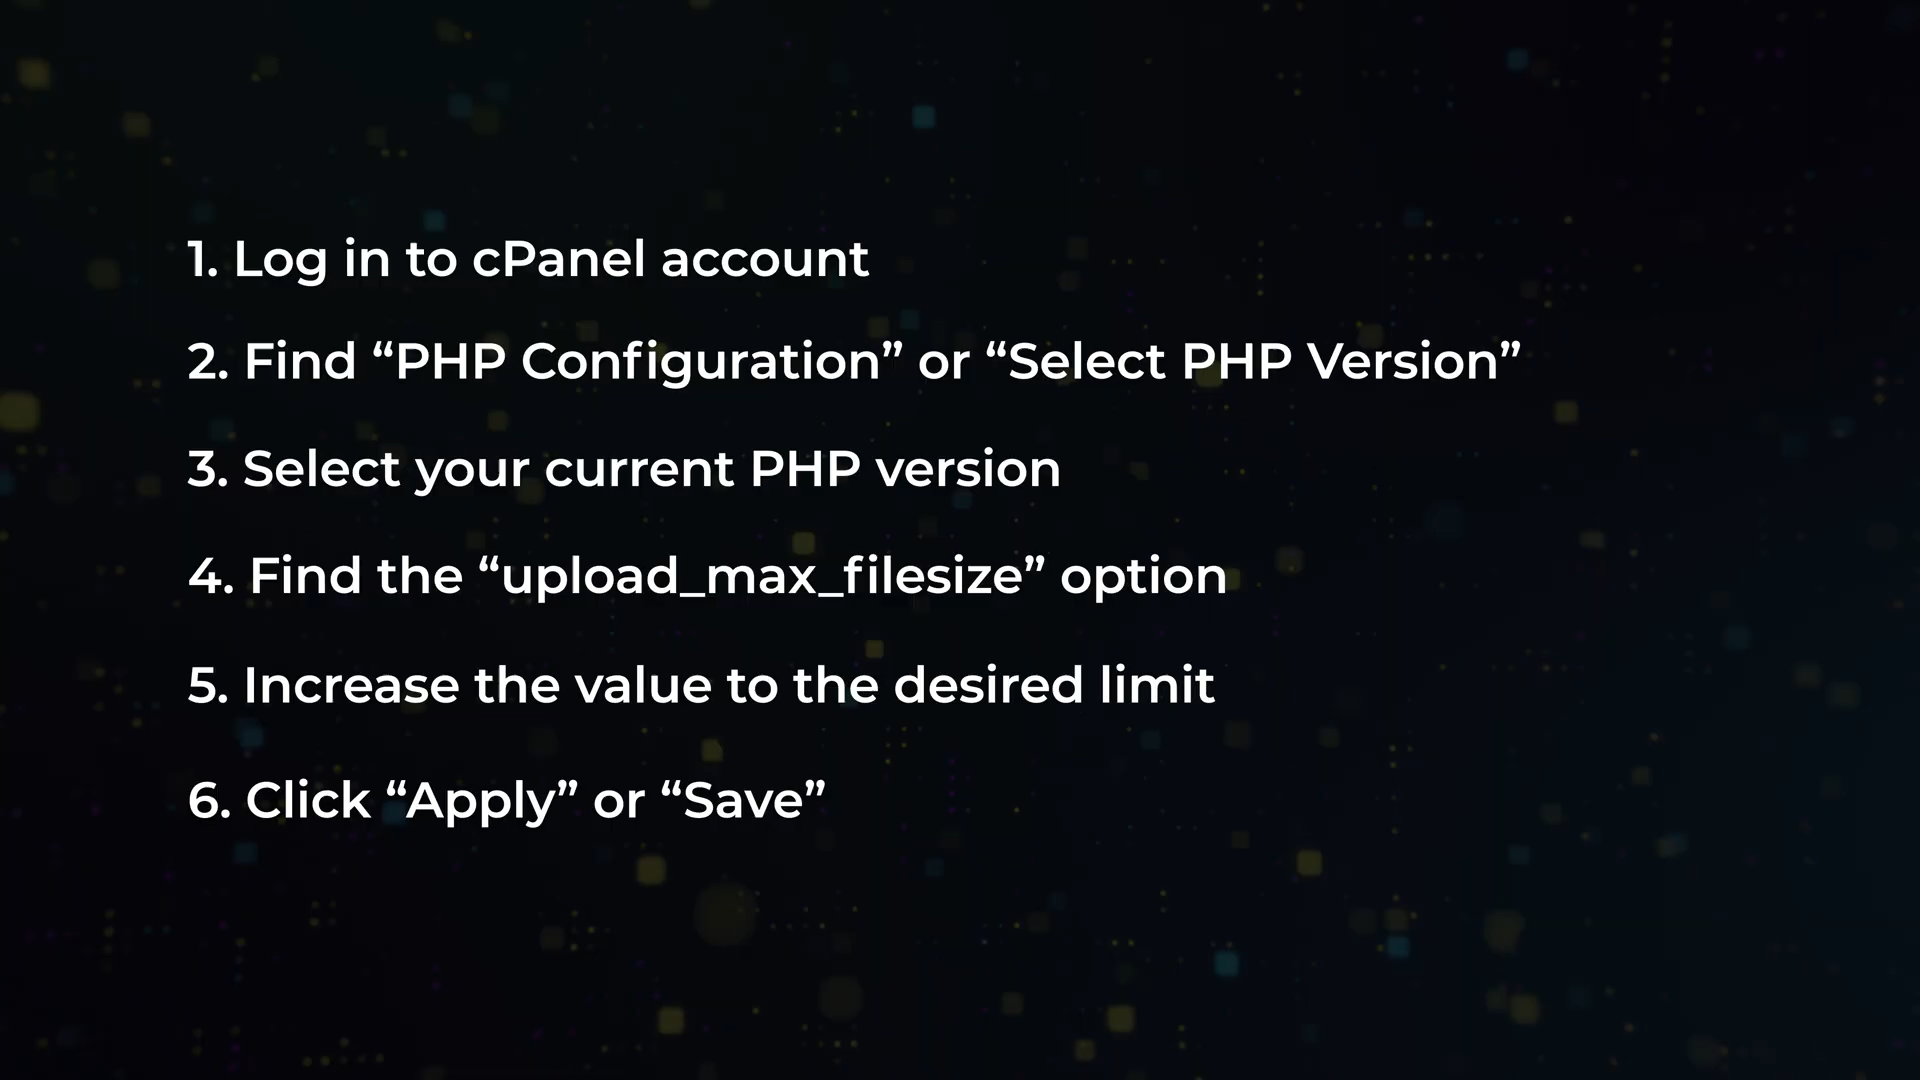 1. Log in to cPanel account
2. Find “PHP Configuration” or “Select PHP Version”
3. Select your current PHP version
4. Find the “upload_max_filesize” option
5. Increase the value to the desired limit
6. Click “Apply” or “Save”